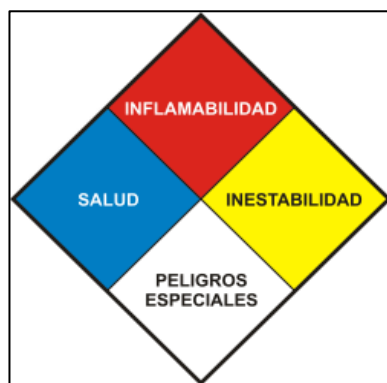 INFLAMABILIDAD
SALUD
INESTABILIDAD
PELIGROS
ESPECIALES